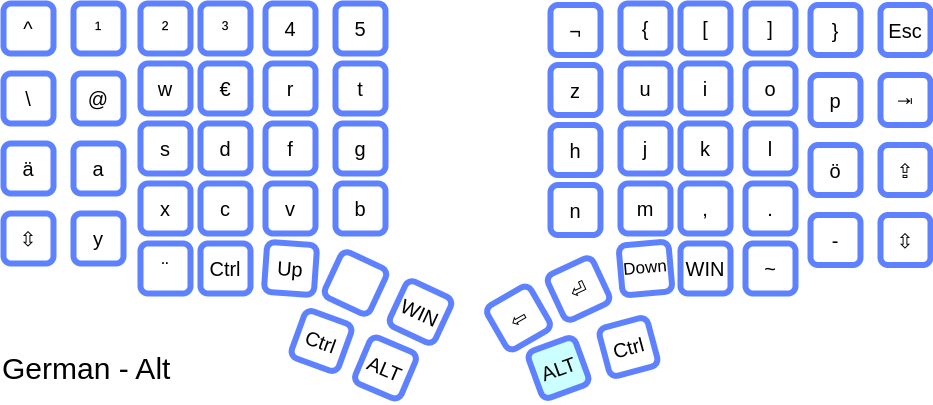 ^ ¹ ² ³ 4 5 ¬ { [ ] } Esc
\ @ w € r t z u i o p ⇥
ä a s d f g h j k l ö ⇪
⇳ y x c v b n m , . - ⇳
¨ Ctrl Up Down WIN ~
WIN ⇦ ⏎
Ctrl ALT ALT Ctrl
German - Alt